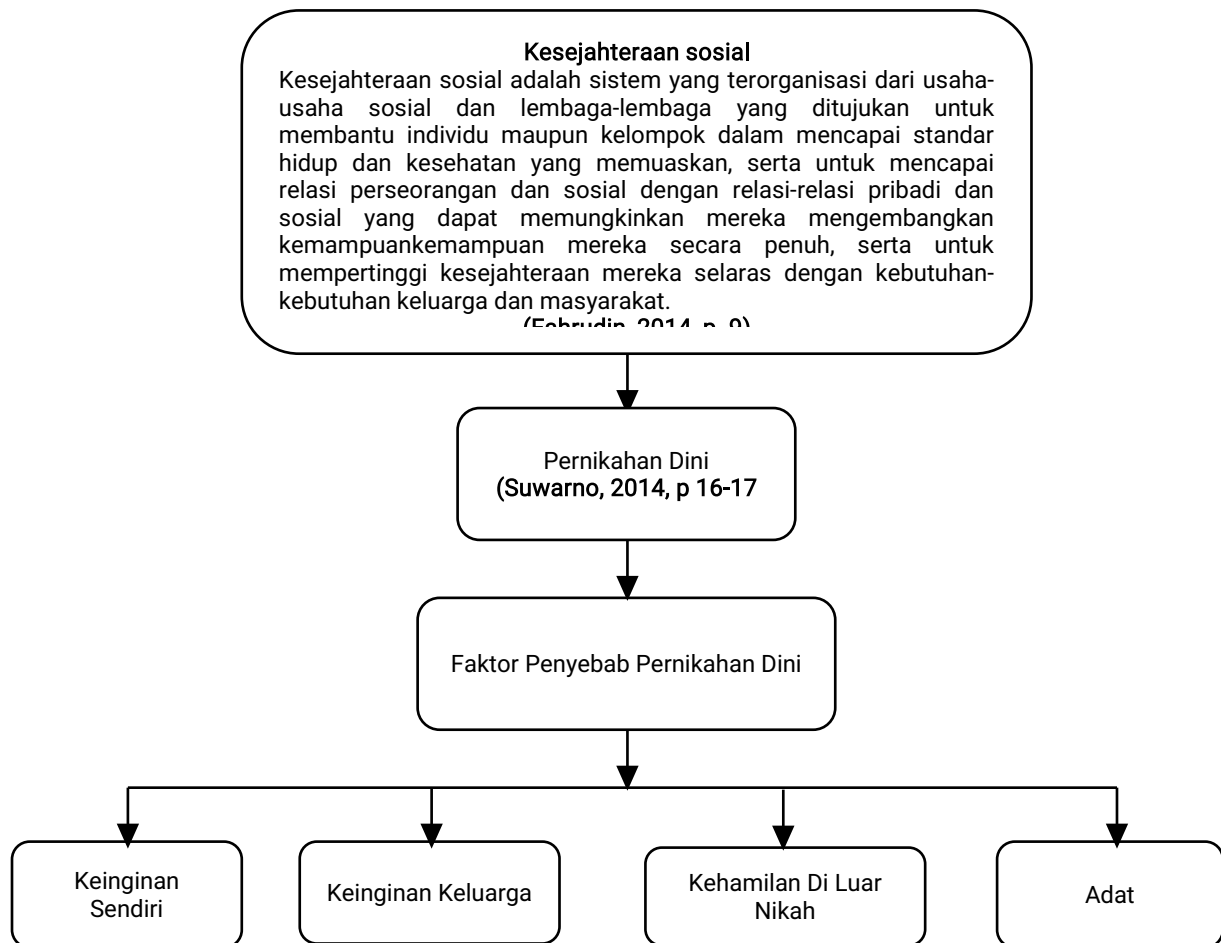 Kesejahteraan sosial
Kesejahteraan sosial adalah sistem yang terorganisasi dari usaha-
usaha sosial dan lembaga-lembaga yang ditujukan untuk
membantu individu maupun kelompok dalam mencapai standar
hidup dan kesehatan yang memuaskan, serta untuk mencapai
relasi perseorangan dan sosial dengan relasi-relasi pribadi dan
sosial yang dapat memungkinkan mereka mengembangkan
kemampuankemampuan mereka secara penuh, serta untuk
mempertinggi kesejahteraan mereka selaras dengan kebutuhan-
kebutuhan keluarga dan masyarakat.
(Fahrudin, 2014, p. 9)
Pernikahan Dini
(Suwarno, 2014, p 16-17
Faktor Penyebab Pernikahan Dini
Keinginan
Sendiri
Keinginan Keluarga
Kehamilan Di Luar
Nikah
Adat